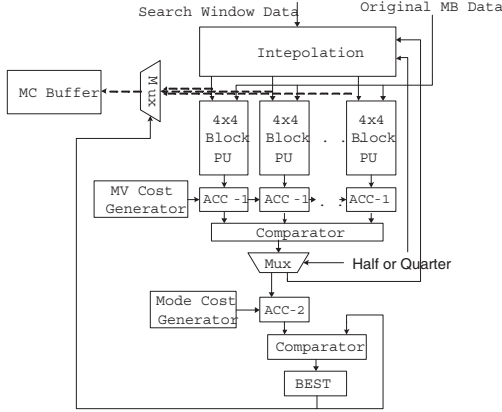 Search Window Data
Original MB Data
Intepolation
Mux
MC Buffer
4x4
Block
PU
4x4
Block
PU
. .
4x4
Block
PU
MV Cost
Generator
ACC -1
ACC -1
. .
ACC-1
Comparator
Mux
Half or Quarter
Mode Cost
Generator
ACC-2
Comparator
BEST